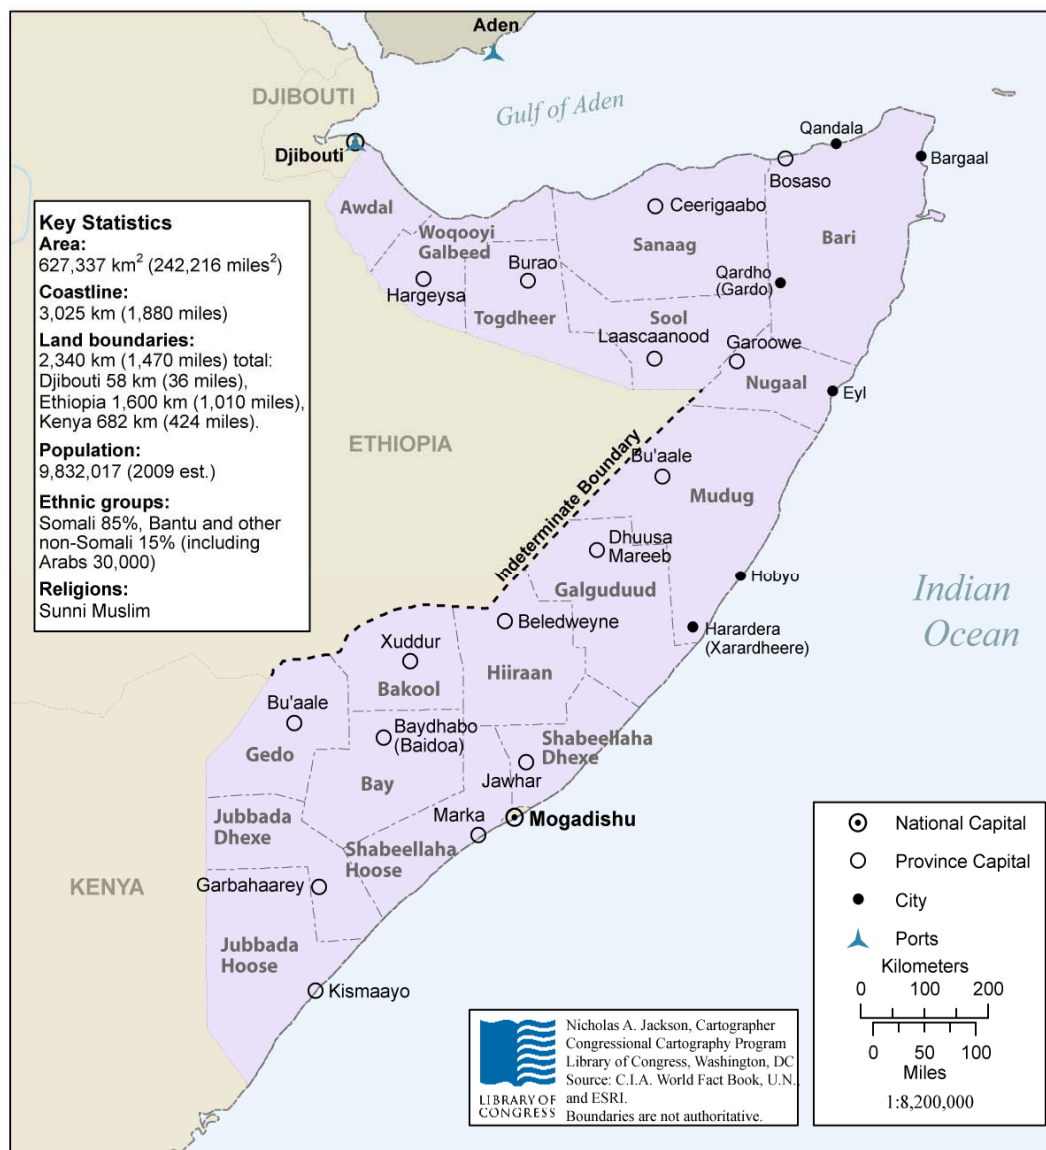 Aden
DJIBOUTI
Gulf of Aden
Djibouti
Qandala
Bargaal
Bosaso
Awdal
Ceerigaabo
Woqooyi
Galbeed
Sanaag
Bari
Burao
Hargeysa
Qardho
(Gardo)
Togdheer
Sool
Laascaanood
Garoowe
Nugaal
Eyl
Key Statistics
Area:
627,337 km² (242,216 miles²)
Coastline:
3,025 km (1,880 miles)
Land boundaries:
2,340 km (1,470 miles) total:
Djibouti 58 km (36 miles),
Ethiopia 1,600 km (1,010 miles),
Kenya 682 km (424 miles).
Population:
9,832,017 (2009 est.)
Ethnic groups:
Somali 85%, Bantu and other
non-Somali 15% (including
Arabs 30,000)
Religions:
Sunni Muslim
ETHIOPIA
Indeterminate Boundary
Bu'aale
Mudug
Dhuusa
Mareeb
Galguduud
Hobyo
Indian
Ocean
Beledweyne
Harardera
(Xarardheere)
Xuddur
Hiiraan
Bakool
Bu'aale
Baydhabo
(Baidoa)
Gedo
Shabeellaha
Dhexe
Bay
Jawhar
Jubbada
Dhexe
Marka
Mogadishu
Shabeellaha
Hoose
KENYA
Garbahaarey
Jubbada
Hoose
Kismaayo
National Capital
Province Capital
City
Ports
Kilometers
0 100 200
0 50 100
Miles
1:8,200,000
LIBRARY OF
CONGRESS
Nicholas A. Jackson, Cartographer
Congressional Cartography Program
Library of Congress, Washington, DC
Source: C.I.A. World Fact Book, U.N.,
and ESRI.
Boundaries are not authoritative.